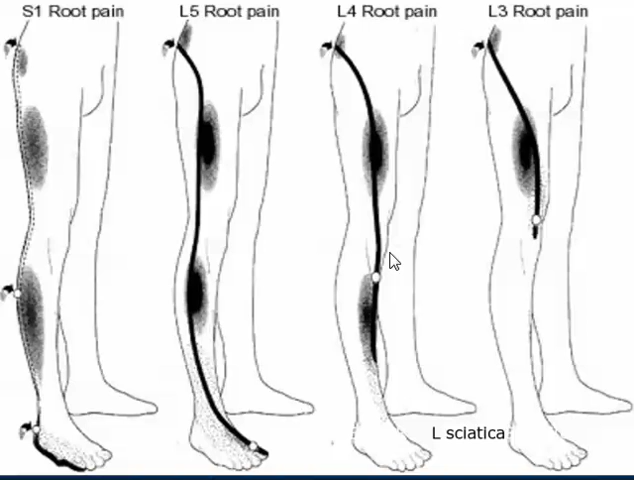 S1 Root pain
L5 Root pain
L4 Root pain
L3 Root pain
L sciatica